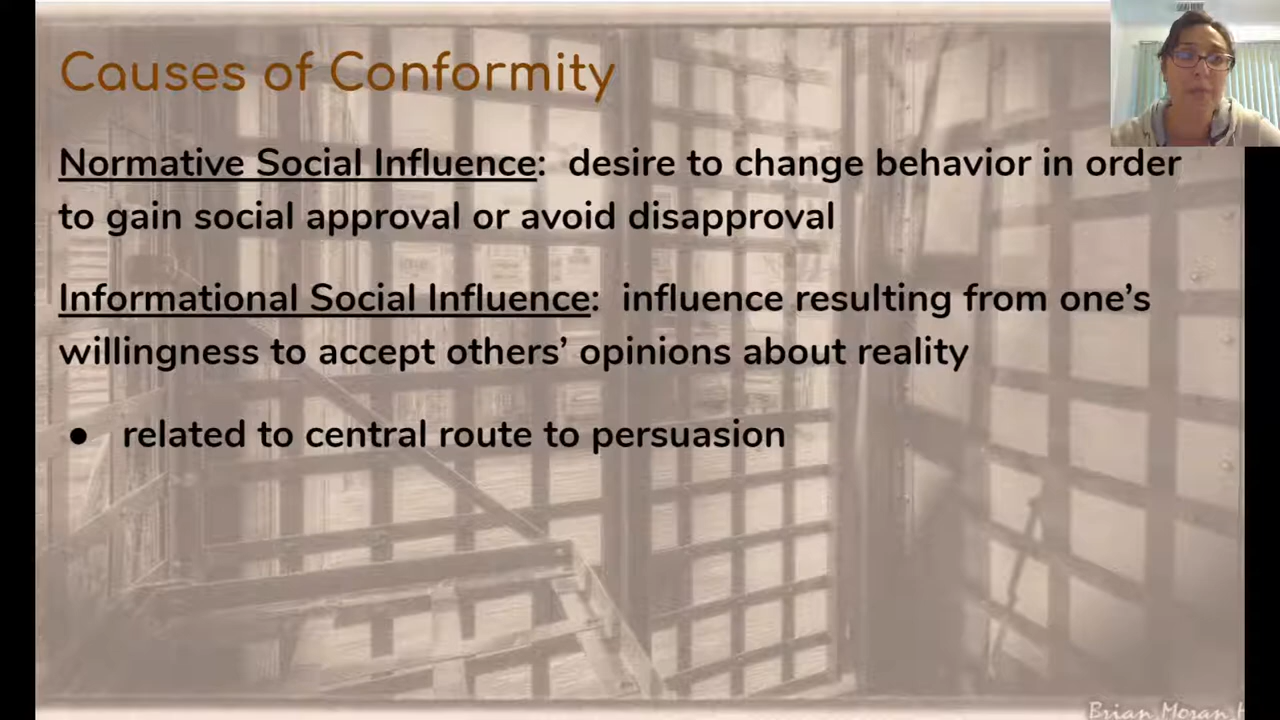 Causes of Conformity
Normative Social Influence: desire to change behavior in order
to gain social approval or avoid disapproval
Informational Social Influence: influence resulting from one’s
willingness to accept others’ opinions about reality
● related to central route to persuasion
Brian Moran